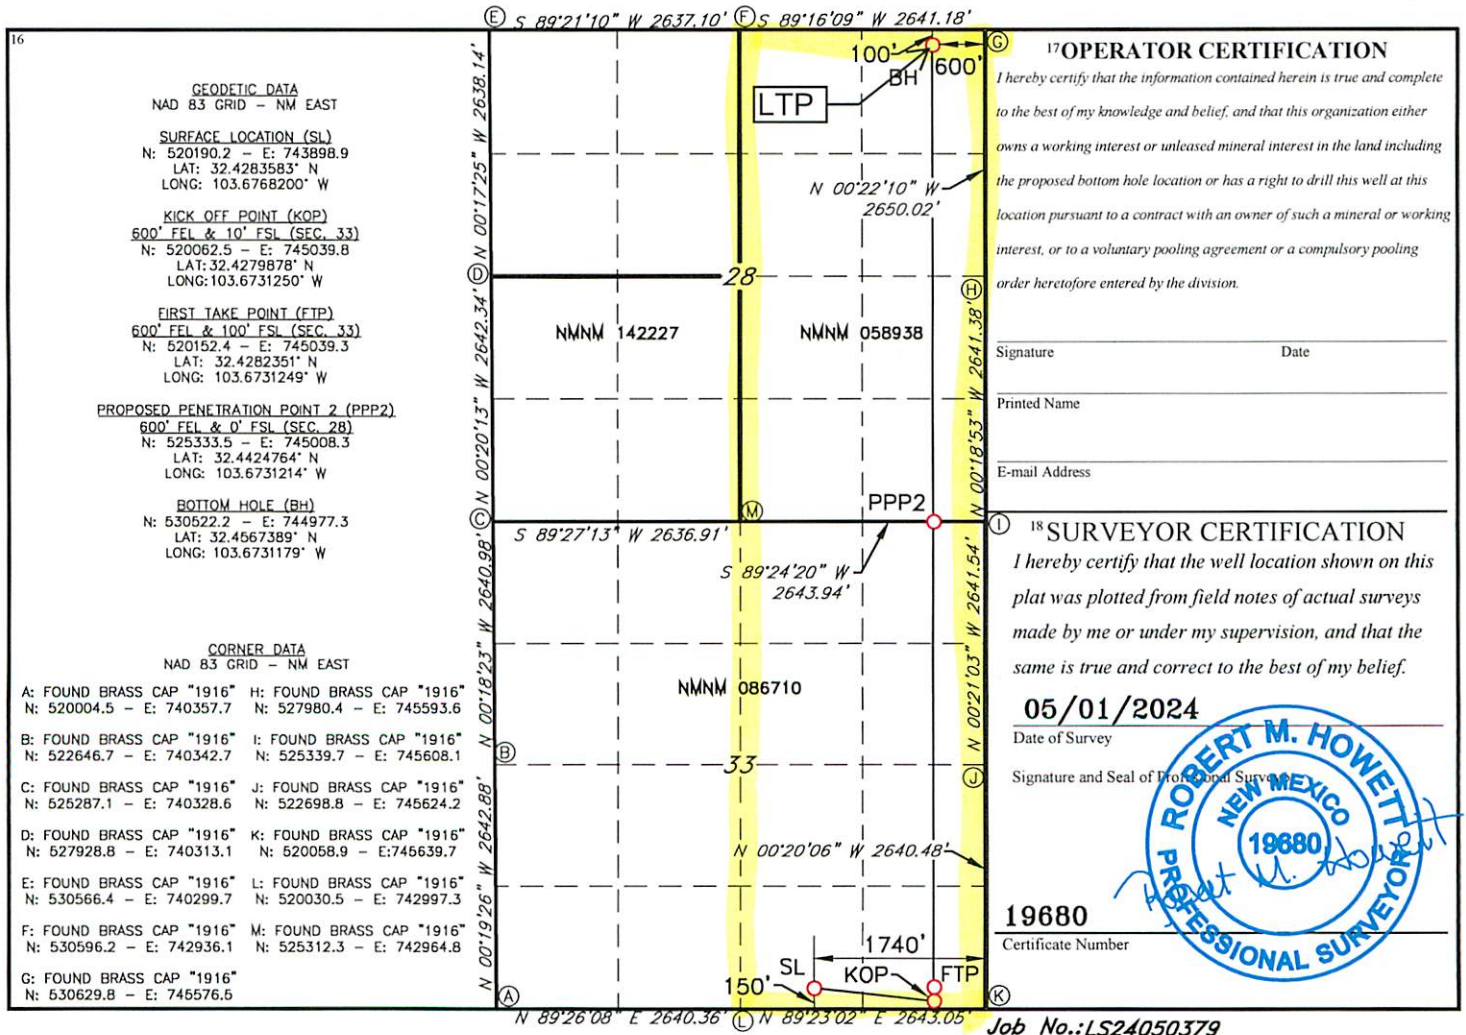 16
GEODETIC DATA
NAD 83 GRID – NM EAST
SURFACE LOCATION (SL)
N: 520190.2 – E: 743898.9
LAT: 32.4283583° N
LONG: 103.6768200° W
KICK OFF POINT (KOP)
600' FEL & 10' FSL (SEC. 33)
N: 520062.5 – E: 745039.8
LAT: 32.4279878° N
LONG: 103.6731250° W
FIRST TAKE POINT (FTP)
600' FEL & 100' FSL (SEC. 33)
N: 520152.4 – E: 745039.3
LAT: 32.4282351° N
LONG: 103.6731249° W
PROPOSED PENETRATION POINT 2 (PPP2)
600' FEL & 0' FSL (SEC. 28)
N: 525333.5 – E: 745008.3
LAT: 32.4424764° N
LONG: 103.6731214° W
BOTTOM HOLE (BH)
N: 530522.2 – E: 744977.3
LAT: 32.4567389° N
LONG: 103.6731179° W
CORNER DATA
NAD 83 GRID – NM EAST
A: FOUND BRASS CAP "1916"
N: 520004.5 – E: 740357.7
B: FOUND BRASS CAP "1916"
N: 522646.7 – E: 740342.7
C: FOUND BRASS CAP "1916"
N: 525287.1 – E: 740328.6
D: FOUND BRASS CAP "1916"
N: 527928.8 – E: 740313.1
E: FOUND BRASS CAP "1916"
N: 530566.4 – E: 740299.7
F: FOUND BRASS CAP "1916"
N: 530596.2 – E: 742936.1
G: FOUND BRASS CAP "1916"
N: 530629.8 – E: 745576.5
H: FOUND BRASS CAP "1916"
N: 527980.4 – E: 745593.6
I: FOUND BRASS CAP "1916"
N: 525339.7 – E: 745608.1
J: FOUND BRASS CAP "1916"
N: 522698.8 – E: 745624.2
K: FOUND BRASS CAP "1916"
N: 520058.9 – E:745639.7
L: FOUND BRASS CAP "1916"
N: 520030.5 – E: 742997.3
M: FOUND BRASS CAP "1916"
N: 525312.3 – E: 742964.8
E
S 89°21'10" W 2637.10'
F
S 89°16'09" W 2641.18'
G
100'
600'
BH
LTP
N 00°17'25" W 2638.14'
N 00°22'10" W
2650.02'
D
28
H
NMNM 142227
NMNM 058938
N 00°20'13" W 2642.34'
N 00°18'53" W 2641.38'
PPP2
C
M
I
S 89°27'13" W 2636.91'
S 89°24'20" W
2643.94'
N 00°18'23" W 2640.98'
N 00°21'03" W 2641.54'
NMNM 086710
B
33
J
N 00°19'26" W 2642.88'
N 00°20'06" W 2640.48'
1740'
SL
KOP
FTP
150'
A
K
N 89°26'08" E 2640.36'
L
N 89°23'02" E 2643.05'
17 OPERATOR CERTIFICATION
I hereby certify that the information contained herein is true and complete
to the best of my knowledge and belief, and that this organization either
owns a working interest or unleased mineral interest in the land including
the proposed bottom hole location or has a right to drill this well at this
location pursuant to a contract with an owner of such a mineral or working
interest, or to a voluntary pooling agreement or a compulsory pooling
order heretofore entered by the division.
Signature Date
Printed Name
E-mail Address
18 SURVEYOR CERTIFICATION
I hereby certify that the well location shown on this
plat was plotted from field notes of actual surveys
made by me or under my supervision, and that the
same is true and correct to the best of my belief.
05/01/2024
Date of Survey
Signature and Seal of Professional Surveyor
ROBERT M. HOWETT
NEW MEXICO
19680
PROFESSIONAL SURVEYOR
Robert M. Howett
19680
Certificate Number
Job No.:LS24050379